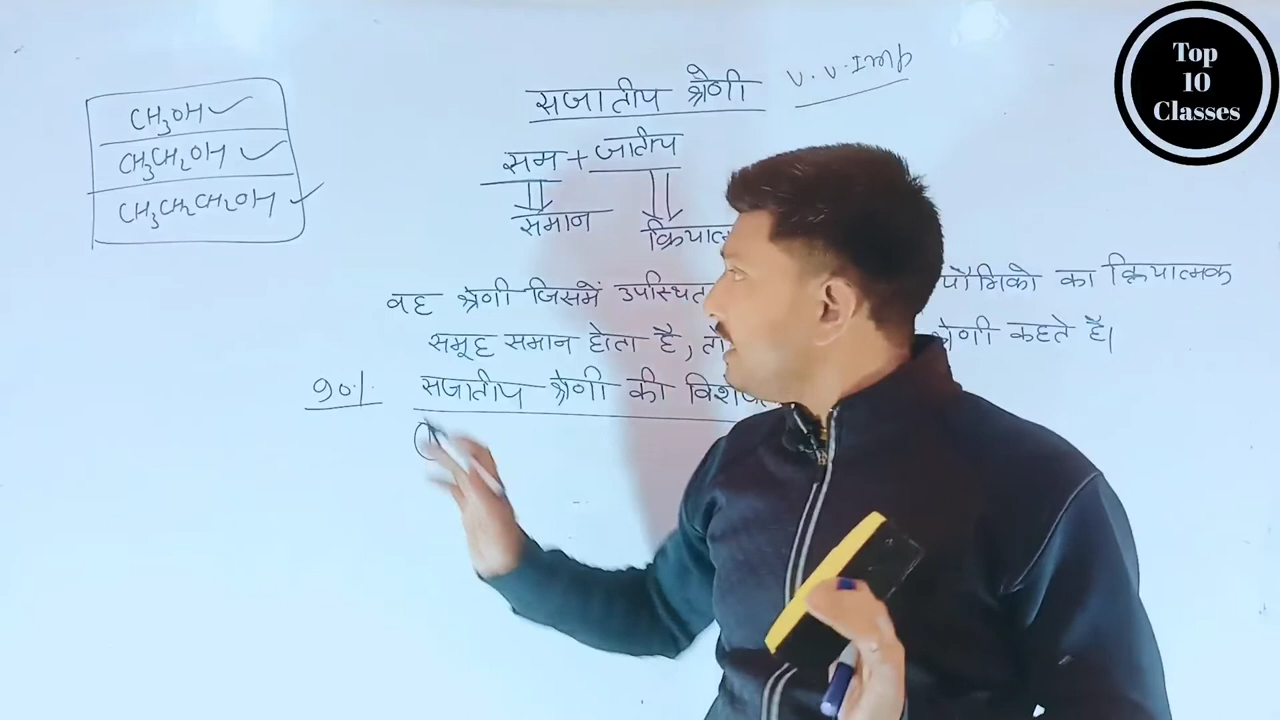 Top
10
Classes
सजातीय श्रेणी V.V.Imp
CH3OH
CH3CH2OH
CH3CH2CH2OH
सम + जातीय
समान
वह श्रेणी जिसमें उपस्थित यौगिको का क्रियात्मक
समूह समान होता है, तो श्रेणी कहते है।
90%
सजातीय श्रेणी की